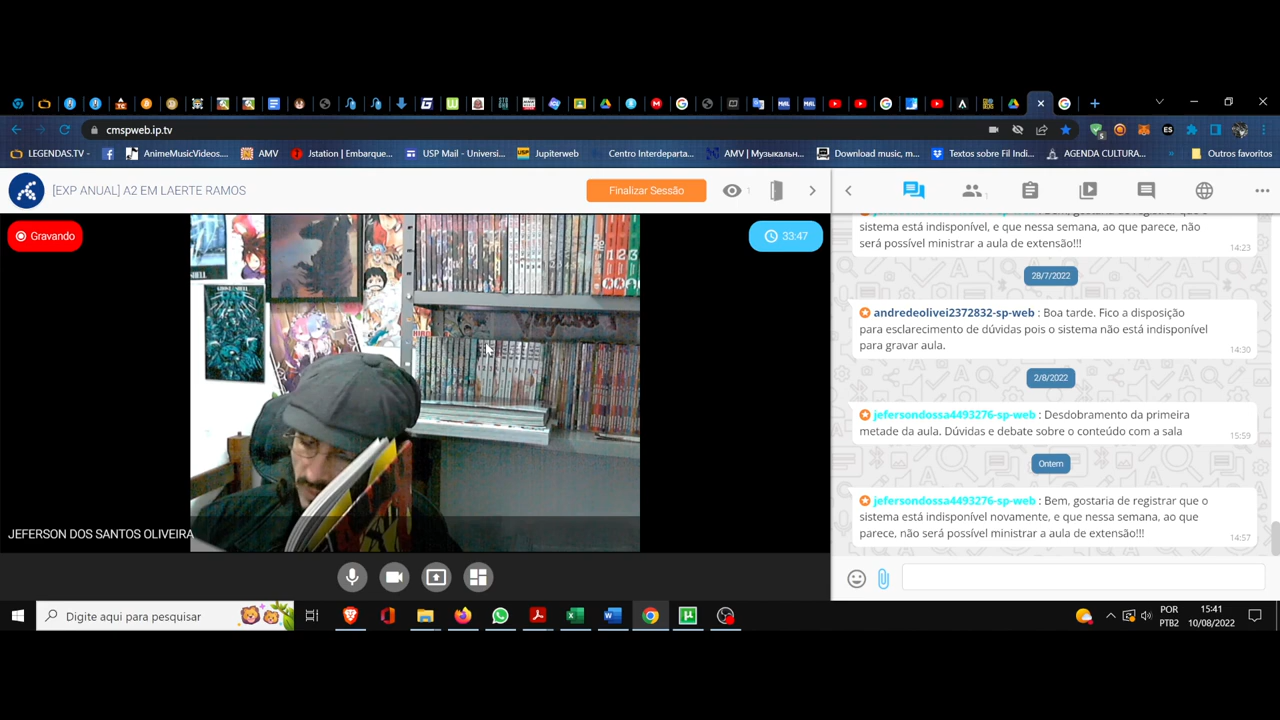 cmspweb.ip.tv
LEGENDAS.TV -
AnimeMusicVideos....
AMV
Jstation | Embarque...
USP Mail - Universi...
Jupiterweb
Centro Interdeparta...
AMV | Музыкальн...
Download music, m...
Textos sobre Fil Indi...
AGENDA CULTURA...
Outros favoritos
[EXP ANUAL] A2 EM LAERTE RAMOS
Finalizar Sessão
1
1
Gravando
33:47
JEFERSON DOS SANTOS OLIVEIRA
sistema está indisponível, e que nessa semana, ao que parece, não
será possível ministrar a aula de extensão!!!
14:23
28/7/2022
andredeolivei2372832-sp-web : Boa tarde. Fico a disposição
para esclarecimento de dúvidas pois o sistema não está indisponível
para gravar aula.
14:30
2/8/2022
jefersondossa4493276-sp-web : Desdobramento da primeira
metade da aula. Dúvidas e debate sobre o conteúdo com a sala
15:59
Ontem
jefersondossa4493276-sp-web : Bem, gostaria de registrar que o
sistema está indisponível novamente, e que nessa semana, ao que
parece, não será possível ministrar a aula de extensão!!!
14:57
Digite aqui para pesquisar
POR
PTB2
15:41
10/08/2022